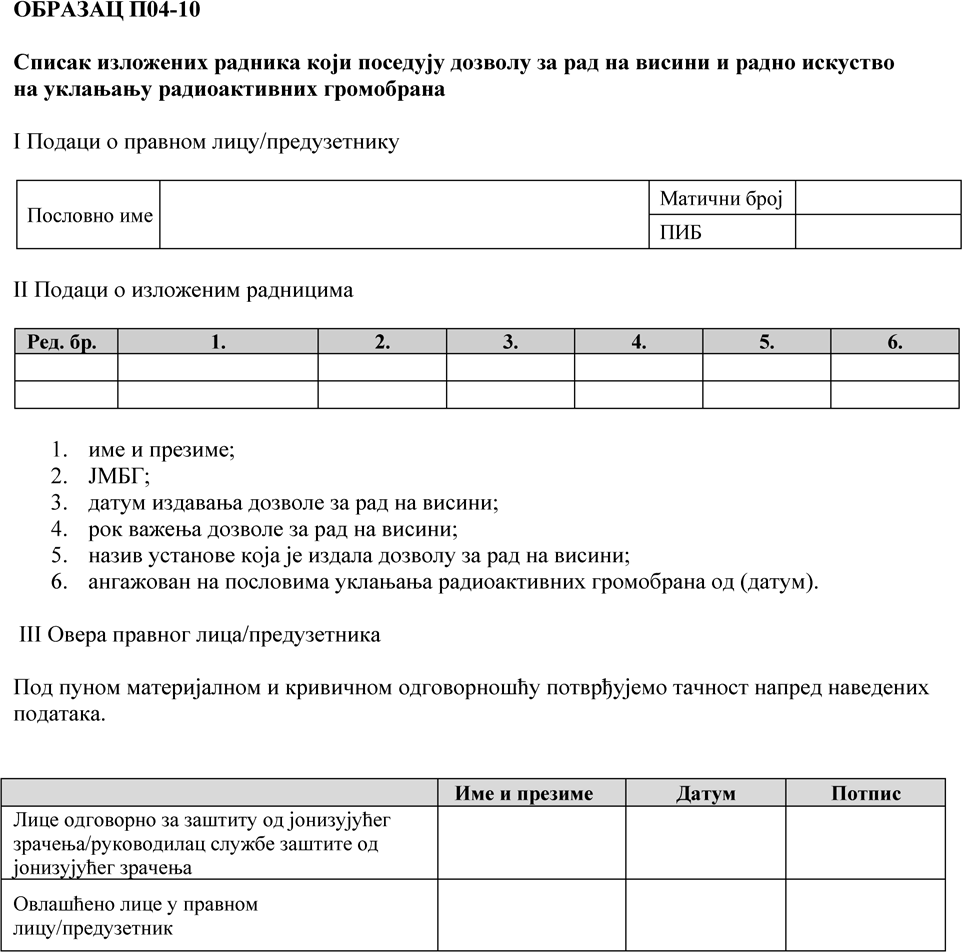 ОБРАЗАЦ П04-10
Списак изложених радника који поседују дозволу за рад на висини и радно искуство
на уклањању радиоактивних громобрана
I Подаци о правном лицу/предузетнику
Пословно име
Матични број
ПИБ
II Подаци о изложеним радницима
Ред. бр. 1. 2. 3. 4. 5. 6.
1. име и презиме;
2. ЈМБГ;
3. датум издавања дозволе за рад на висини;
4. рок важења дозволе за рад на висини;
5. назив установе која је издала дозволу за рад на висини;
6. ангажован на пословима уклањања радиоактивних громобрана од (датум).
III Овера правног лица/предузетника
Под пуном материјалном и кривичном одговорношћу потврђујемо тачност напред наведених
података.
Име и презиме Датум Потпис
Лице одговорно за заштиту од јонизујућег
зрачења/руководилац службе заштите од
јонизујућег зрачења
Овлашћено лице у правном
лицу/предузетник